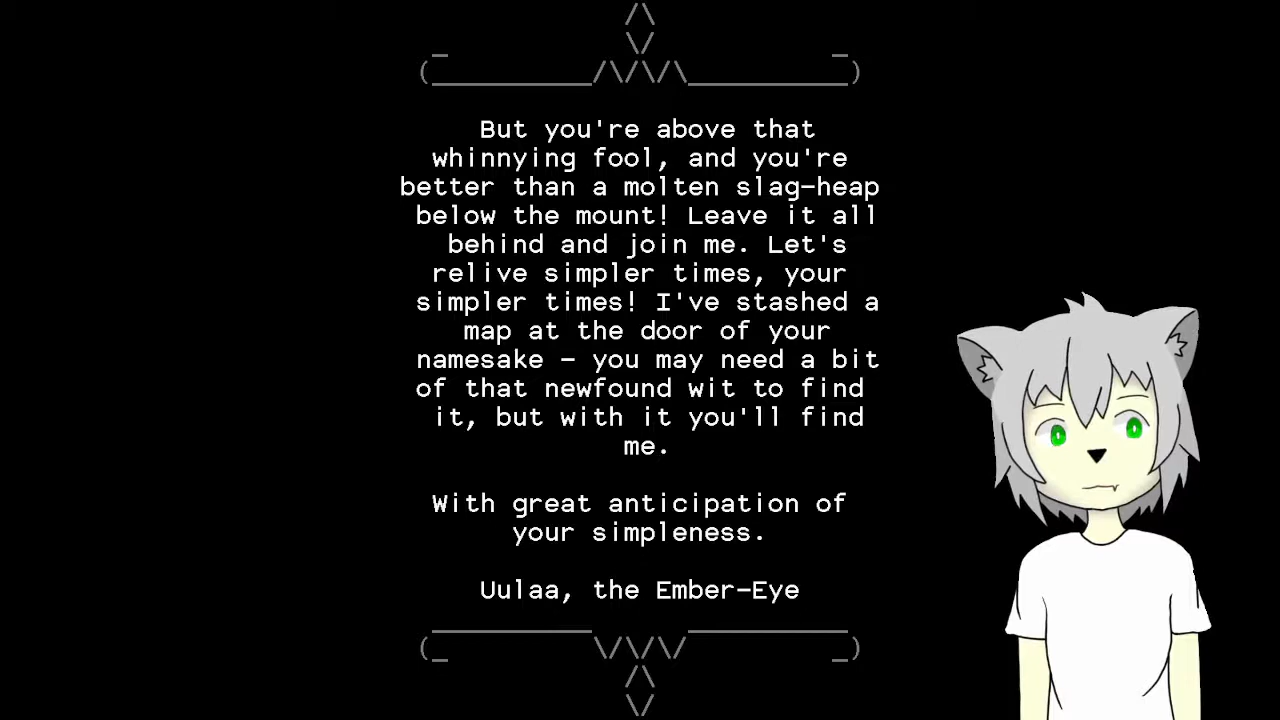 But you're above that
whinnying fool, and you're
better than a molten slag-heap
below the mount! Leave it all
behind and join me. Let's
relive simpler times, your
simpler times! I've stashed a
map at the door of your
namesake - you may need a bit
of that newfound wit to find
it, but with it you'll find
me.
With great anticipation of
your simpleness.
Uulaa, the Ember-Eye